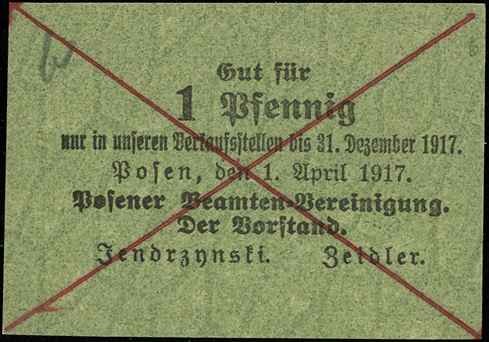 Gut für
1 Pfennig
nur in unseren Verkaufsstellen bis 31. Dezember 1917.
Posen, den 1. April 1917.
Posener Beamten-Vereinigung.
Der Vorstand.
Jendrzynski. Zeidler.